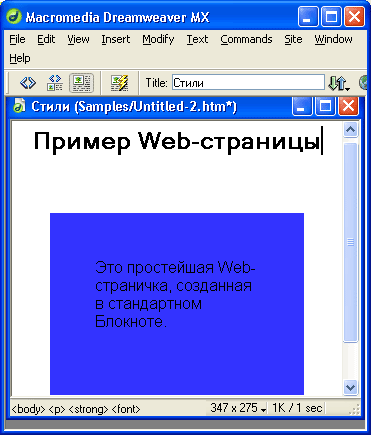 Macromedia Dreamweaver MX
File Edit View Insert Modify Text Commands Site Window
Help
Title: Стили
Стили (Samples/Untitled-2.htm*)
Пример Web-страницы
Это простейшая Web-
страничка, созданная
в стандартном
Блокноте.
<body> <p> <strong> <font> 347 x 275 1K / 1 sec